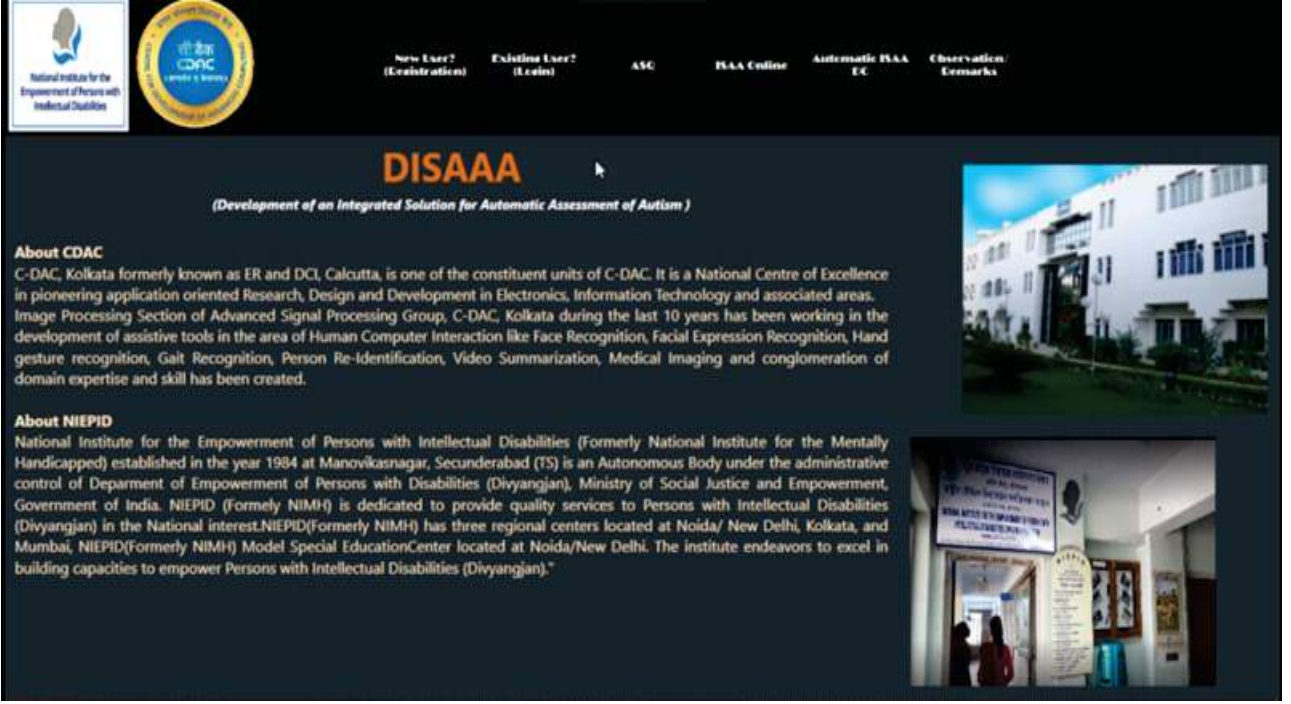 National Institute for the
Empowerment of Persons with
Intellectual Disabilities
सी डैक
CDAC
New User?
(Registration)
Existing User?
(Login)
ASQ
ISAA Online
Automatic ISAA
DISAAA
(Development of an Integrated Solution for Automatic Assessment of Autism )
About CDAC
C-DAC, Kolkata formerly known as ER and DCI, Calcutta, is one of the constituent units of C-DAC. It is a National Centre of Excellence
in pioneering application oriented Research, Design and Development in Electronics, Information Technology and associated areas.
Image Processing Section of Advanced Signal Processing Group, C-DAC, Kolkata during the last 10 years has been working in the
development of assistive tools in the area of Human Computer Interaction like Face Recognition, Facial Expression Recognition, Hand
gesture recognition, Gait Recognition, Person Re-Identification, Video Summarization, Medical Imaging and conglomeration of
domain expertise and skill has been created.
About NIEPID
National Institute for the Empowerment of Persons with Intellectual Disabilities (Formerly National Institute for the Mentally
Handicapped) established in the year 1984 at Manovikasnagar, Secunderabad (TS) is an Autonomous Body under the administrative
control of Deparment of Empowerment of Persons with Disabilities (Divyangjan), Ministry of Social Justice and Empowerment,
Government of India. NIEPID (Formely NIMH) is dedicated to provide quality services to Persons with Intellectual Disabilities
(Divyangjan) in the National interest.NIEPID(Formerly NIMH) has three regional centers located at Noida/ New Delhi, Kolkata, and
Mumbai, NIEPID(Formerly NIMH) Model Special EducationCenter located at Noida/New Delhi. The institute endeavors to excel in
building capacities to empower Persons with Intellectual Disabilities (Divyangjan)."
NIEPID